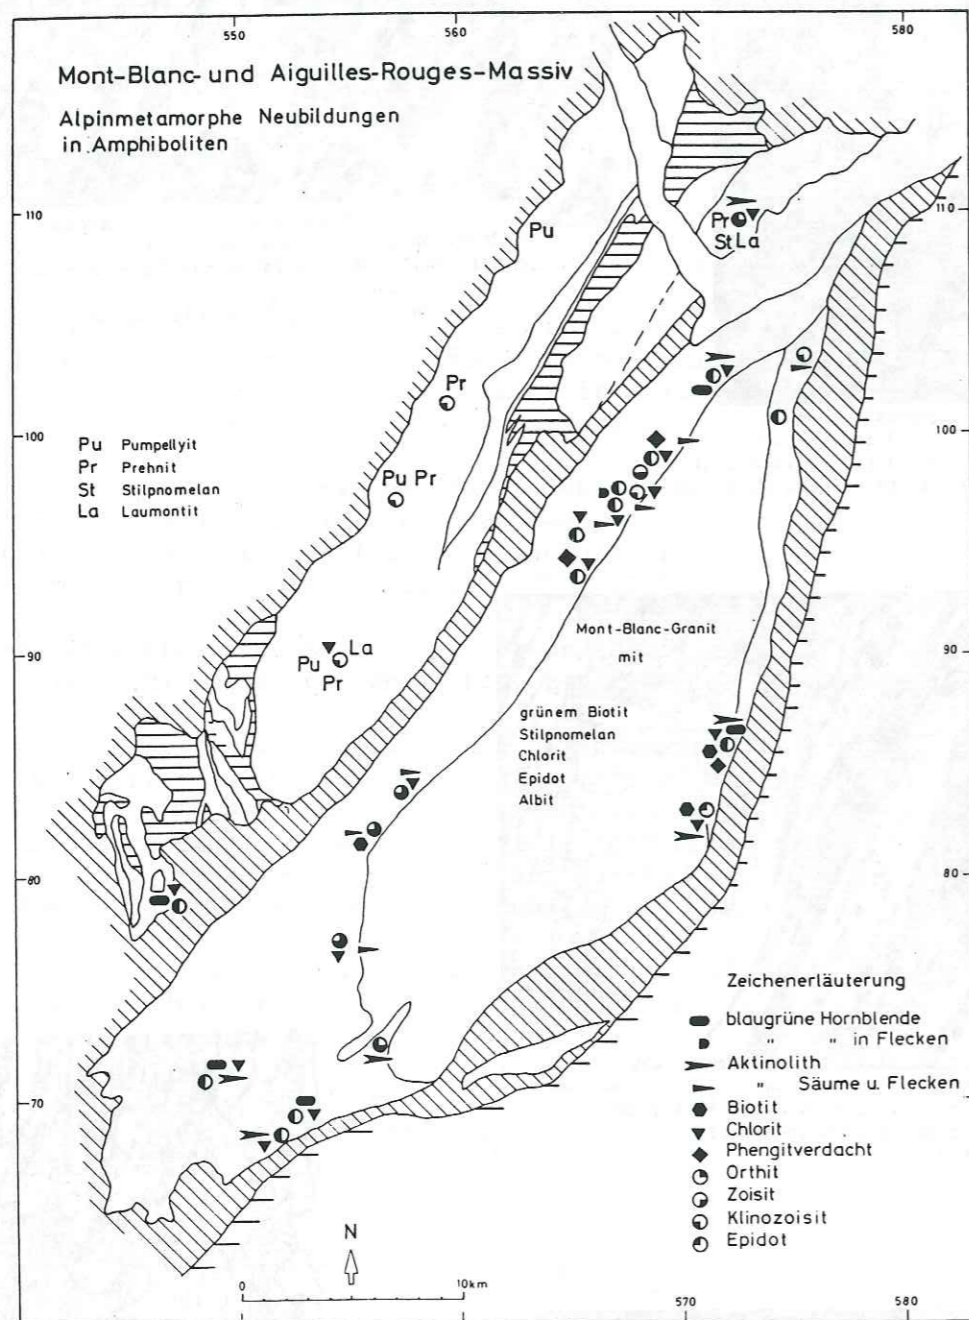 550 560 580
Mont-Blanc- und Aiguilles-Rouges-Massiv
Alpinmetamorphe Neubildungen
in Amphiboliten
110
Pu
Pr
St La
110
Pr
100
100
Pu Pumpellyit
Pr Prehnit
St Stilpnomelan
La Laumontit
Pu Pr
90
La
Pu
Pr
90
Mont-Blanc-Granit
mit
grünem Biotit
Stilpnomelan
Chlorit
Epidot
Albit
80
80
Zeichenerläuterung
blaugrüne Hornblende
" " in Flecken
Aktinolith
" Säume u. Flecken
Biotit
Chlorit
Phengitverdacht
Orthit
Zoisit
Klinozoisit
Epidot
70
N
0 10km
570 580